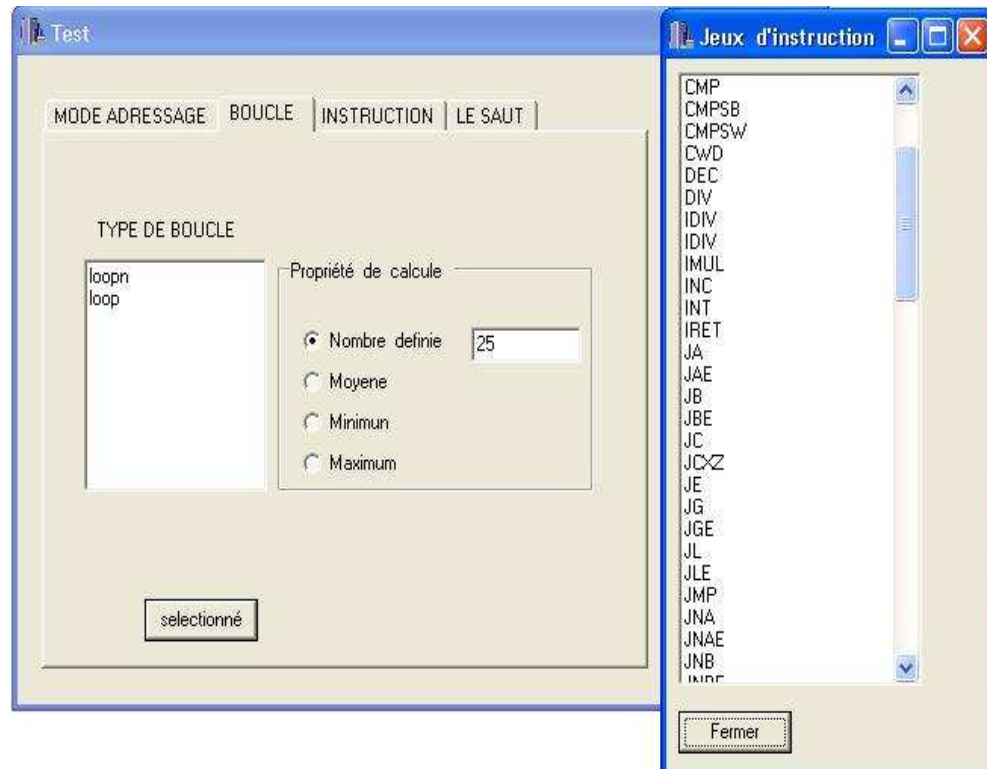 Test
MODE ADRESSAGE BOUCLE INSTRUCTION LE SAUT
TYPE DE BOUCLE
loopn
loop
Propriété de calcule
Nombre definie 25
Moyene
Minimun
Maximum
selectionné
Jeux d'instruction
CMP
CMPSB
CMPSW
CWD
DEC
DIV
IDIV
IDIV
IMUL
INC
INT
IRET
JA
JAE
JB
JBE
JC
JCXZ
JE
JG
JGE
JL
JLE
JMP
JNA
JNAE
JNB
Fermer